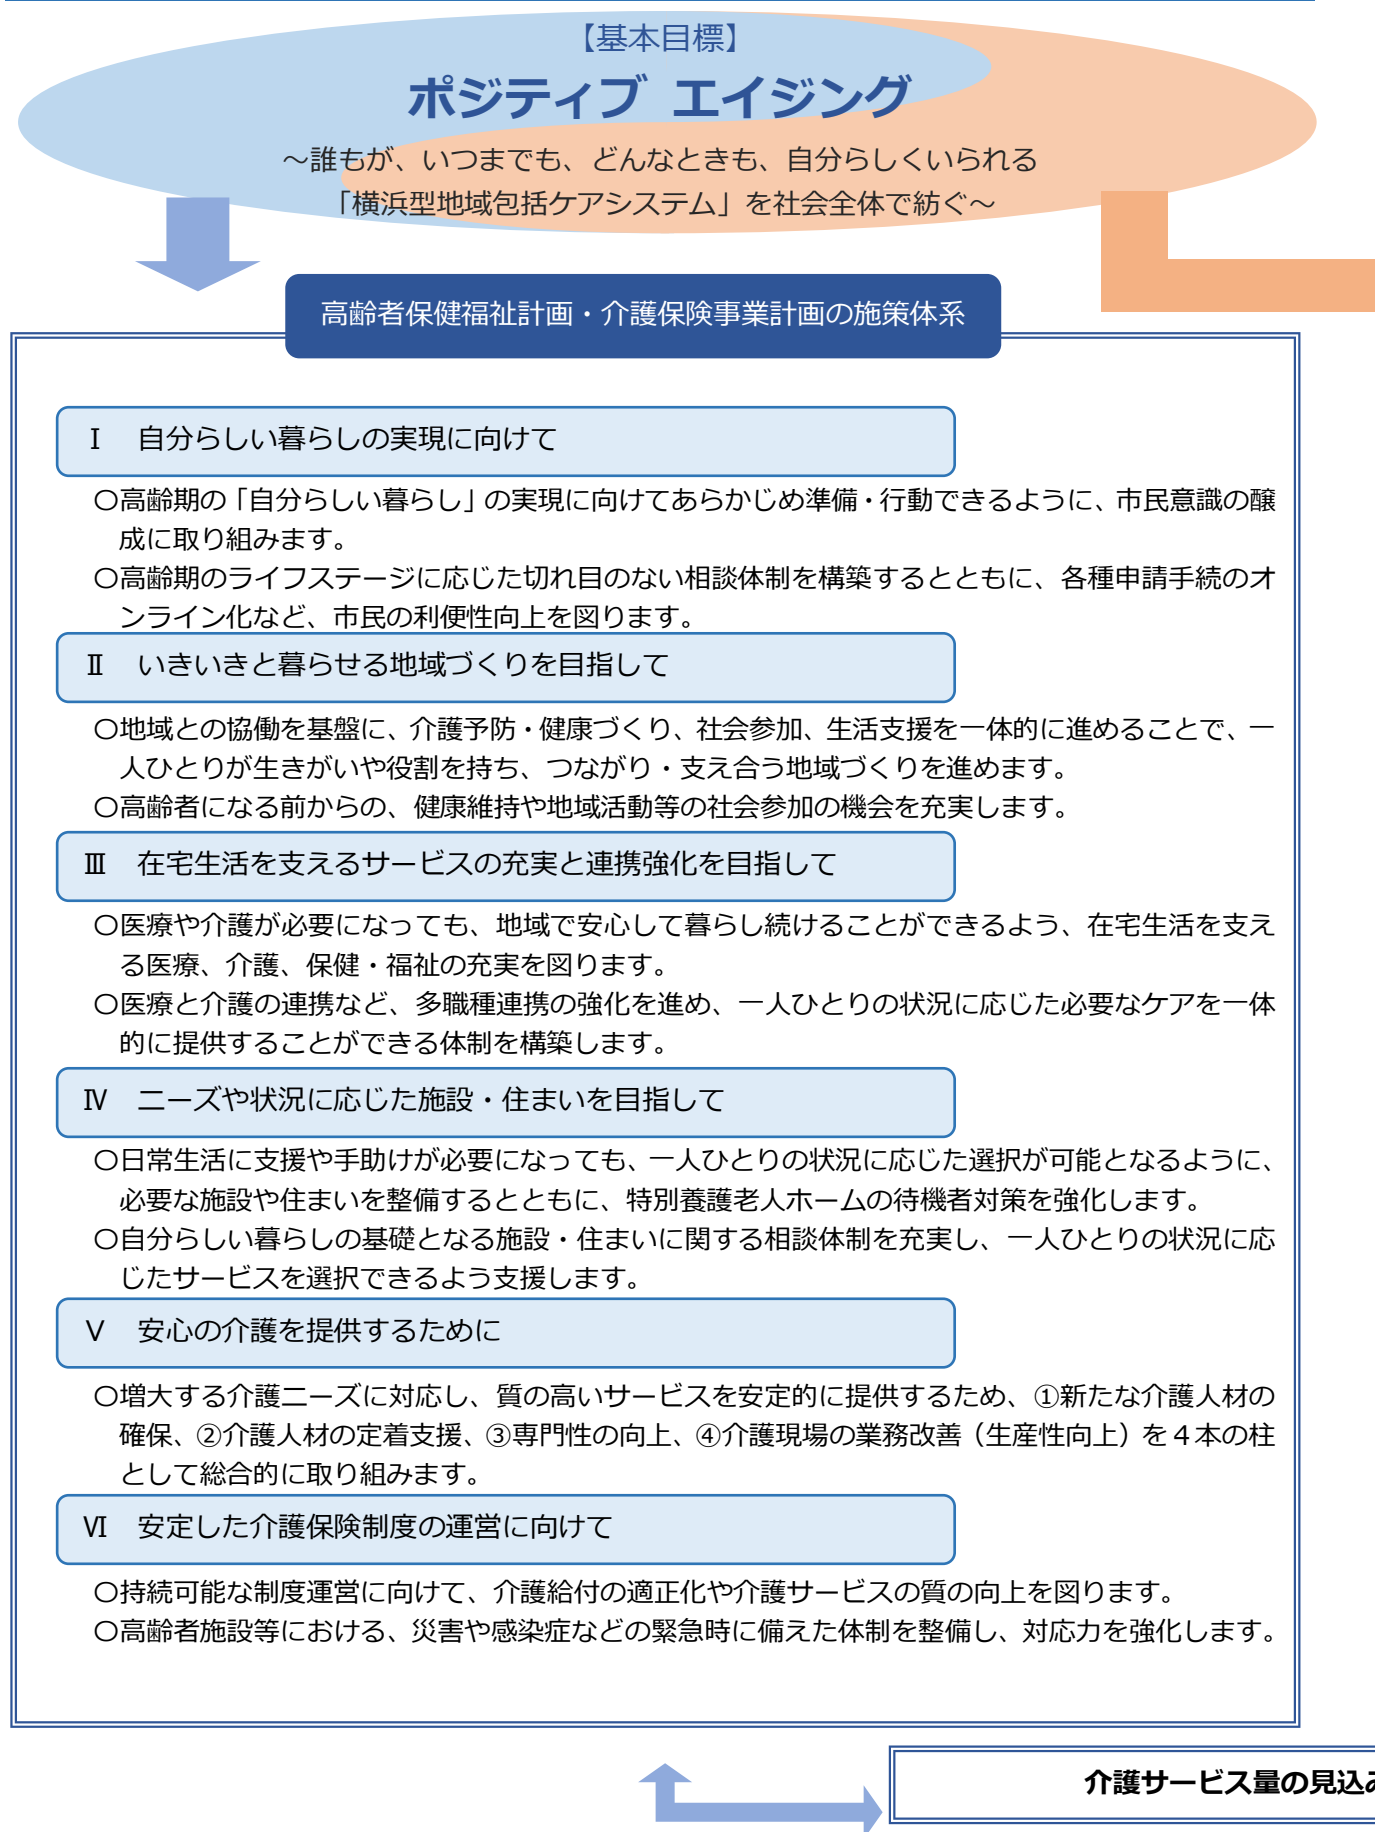 【基本目標】
ポジティブ エイジング
～誰もが、いつまでも、どんなときも、自分らしくいられる
「横浜型地域包括ケアシステム」を社会全体で紡ぐ～
高齢者保健福祉計画・介護保険事業計画の施策体系
Ⅰ 自分らしい暮らしの実現に向けて
〇高齢期の「自分らしい暮らし」の実現に向けてあらかじめ準備・行動できるように、市民意識の醸
成に取り組みます。
〇高齢期のライフステージに応じた切れ目のない相談体制を構築するとともに、各種申請手続のオ
ンライン化など、市民の利便性向上を図ります。
Ⅱ いきいきと暮らせる地域づくりを目指して
〇地域との協働を基盤に、介護予防・健康づくり、社会参加、生活支援を一体的に進めることで、一
人ひとりが生きがいや役割を持ち、つながり・支え合う地域づくりを進めます。
〇高齢者になる前からの、健康維持や地域活動等の社会参加の機会を充実します。
Ⅲ 在宅生活を支えるサービスの充実と連携強化を目指して
〇医療や介護が必要になっても、地域で安心して暮らし続けることができるよう、在宅生活を支え
る医療、介護、保健・福祉の充実を図ります。
〇医療と介護の連携など、多職種連携の強化を進め、一人ひとりの状況に応じた必要なケアを一体
的に提供することができる体制を構築します。
Ⅳ ニーズや状況に応じた施設・住まいを目指して
〇日常生活に支援や手助けが必要になっても、一人ひとりの状況に応じた選択が可能となるように、
必要な施設や住まいを整備するとともに、特別養護老人ホームの待機者対策を強化します。
〇自分らしい暮らしの基礎となる施設・住まいに関する相談体制を充実し、一人ひとりの状況に応
じたサービスを選択できるよう支援します。
Ⅴ 安心の介護を提供するために
〇増大する介護ニーズに対応し、質の高いサービスを安定的に提供するため、①新たな介護人材の
確保、②介護人材の定着支援、③専門性の向上、④介護現場の業務改善（生産性向上）を４本の柱
として総合的に取り組みます。
Ⅵ 安定した介護保険制度の運営に向けて
〇持続可能な制度運営に向けて、介護給付の適正化や介護サービスの質の向上を図ります。
〇高齢者施設等における、災害や感染症などの緊急時に備えた体制を整備し、対応力を強化します。
介護サービス量の見込み